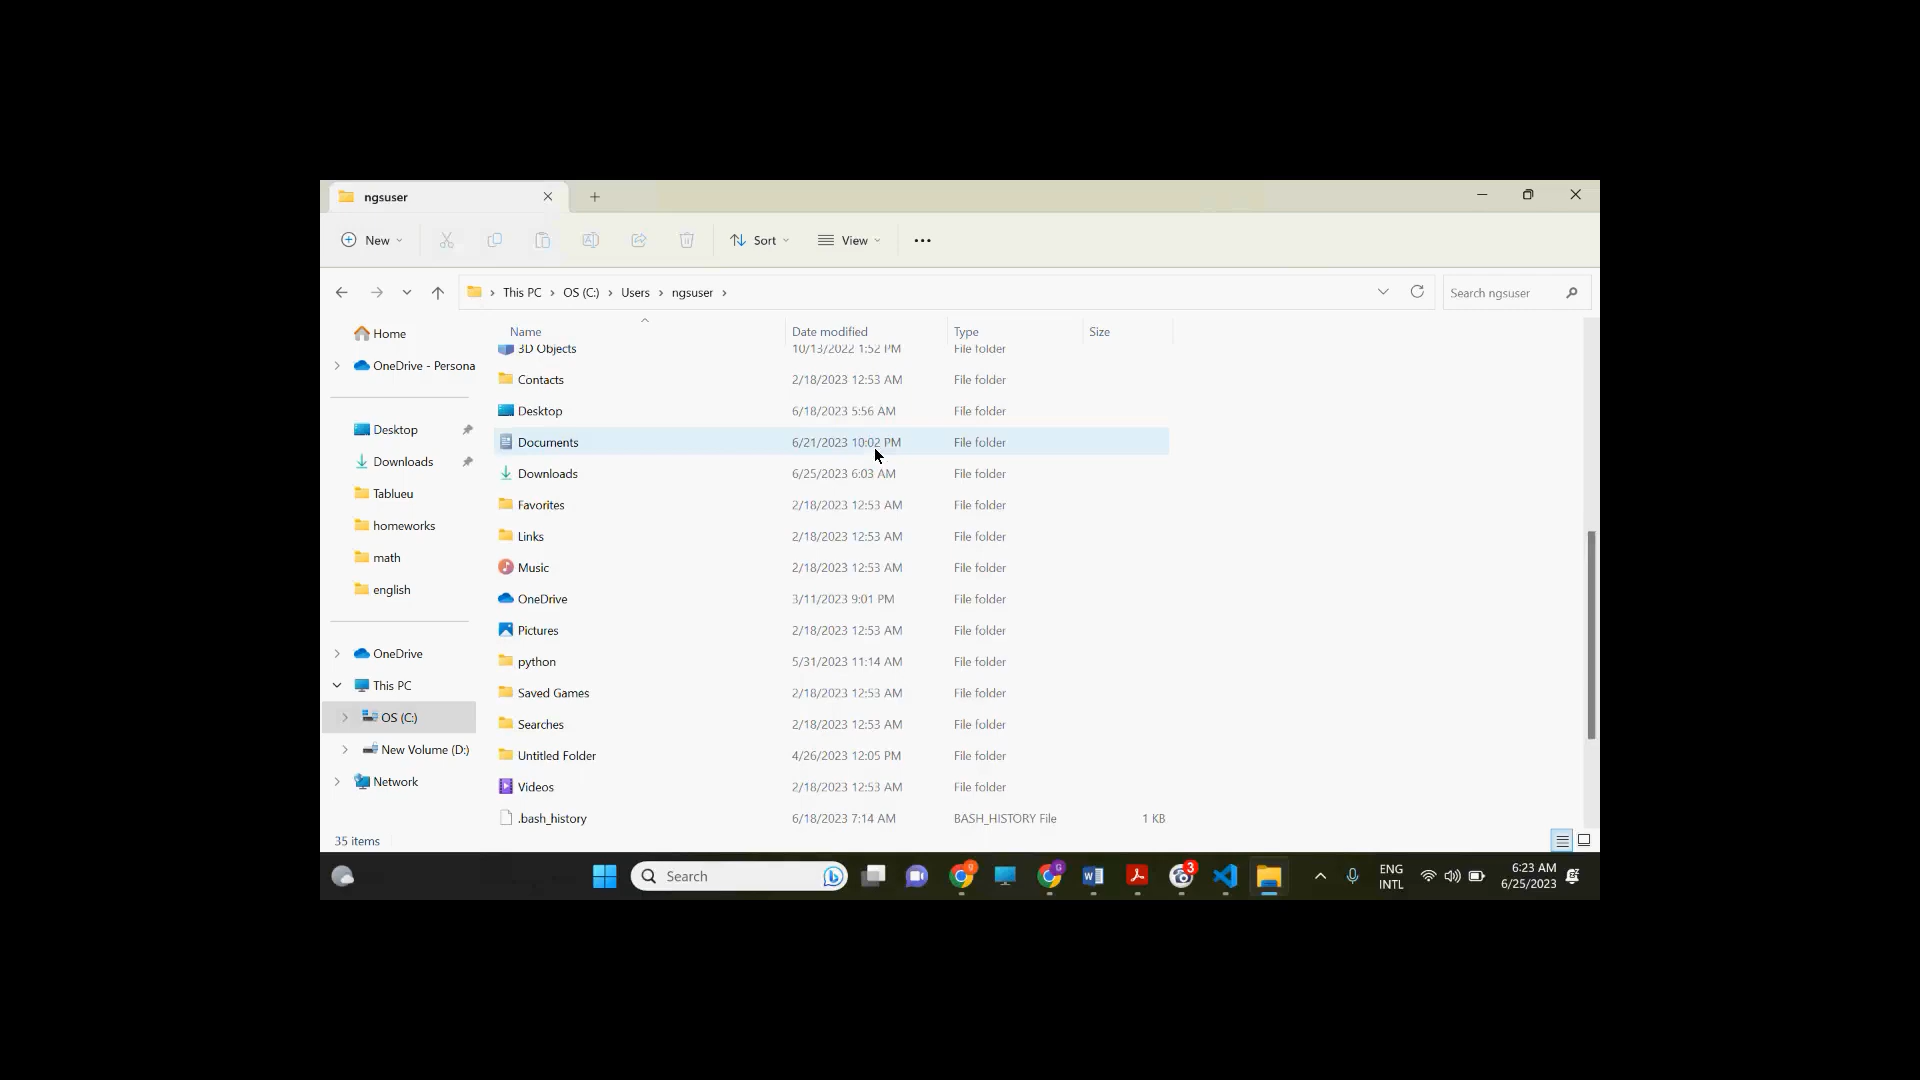 ngsuser
New
Sort
View
This PC
OS (C:)
Users
ngsuser
Search ngsuser
Home
OneDrive - Persona
Desktop
Downloads
Tablueu
homeworks
math
english
OneDrive
This PC
OS (C:)
New Volume (D:)
Network
Name Date modified Type Size
3D Objects 10/13/2022 1:52 PM File folder
Contacts 2/18/2023 12:53 AM File folder
Desktop 6/18/2023 5:56 AM File folder
Documents 6/21/2023 10:02 PM File folder
Downloads 6/25/2023 6:03 AM File folder
Favorites 2/18/2023 12:53 AM File folder
Links 2/18/2023 12:53 AM File folder
Music 2/18/2023 12:53 AM File folder
OneDrive 3/11/2023 9:01 PM File folder
Pictures 2/18/2023 12:53 AM File folder
python 5/31/2023 11:14 AM File folder
Saved Games 2/18/2023 12:53 AM File folder
Searches 2/18/2023 12:53 AM File folder
Untitled Folder 4/26/2023 12:05 PM File folder
Videos 2/18/2023 12:53 AM File folder
.bash_history 6/18/2023 7:14 AM BASH_HISTORY File 1 KB
35 items
Search
3
ENG
INTL
6:23 AM
6/25/2023